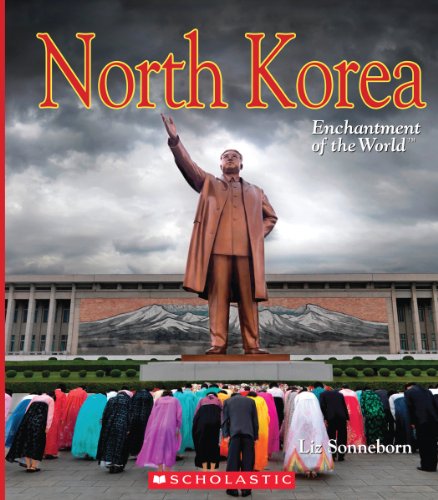 North Korea
Enchantment
of the World™
Liz Sonneborn
SCHOLASTIC